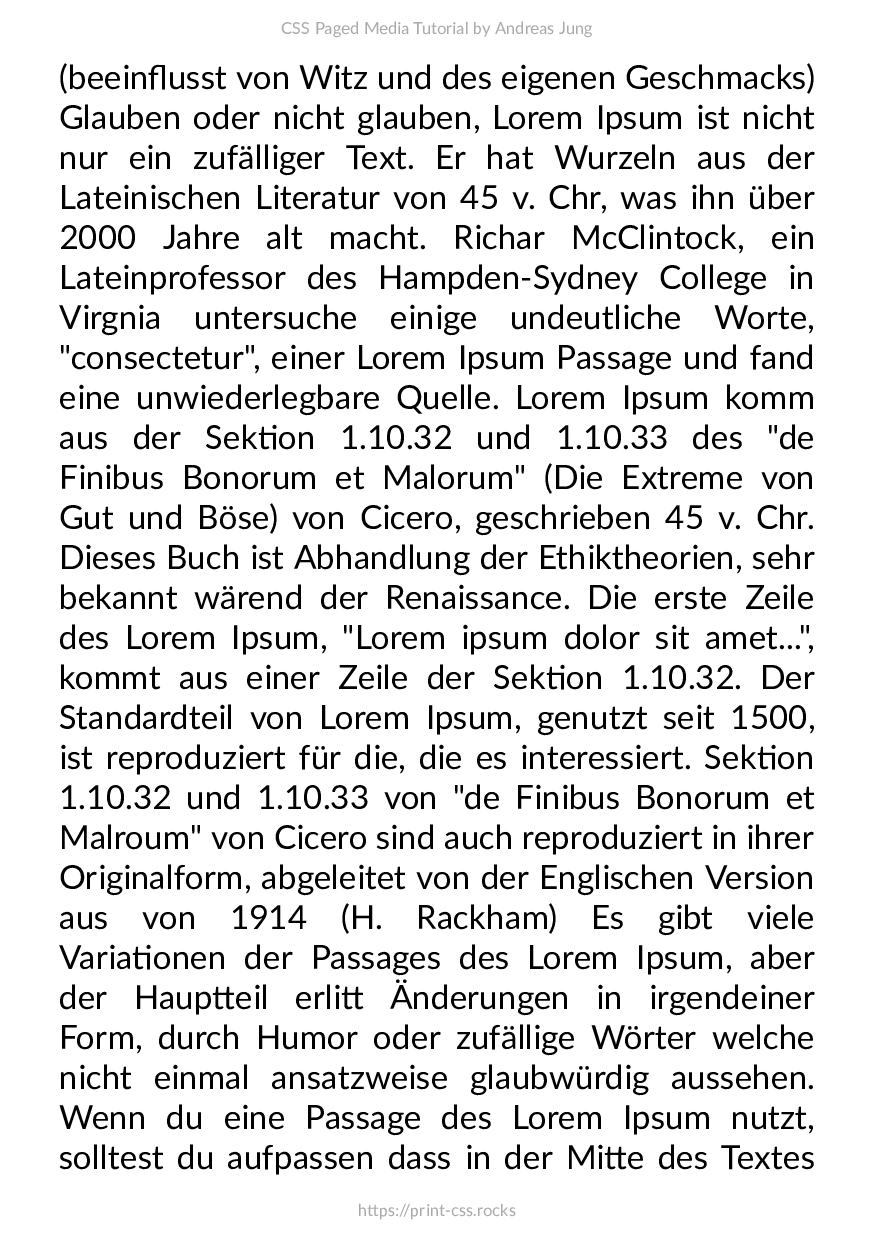 CSS Paged Media Tutorial by Andreas Jung
(beeinflusst von Witz und des eigenen Geschmacks)
Glauben oder nicht glauben, Lorem Ipsum ist nicht
nur ein zufälliger Text. Er hat Wurzeln aus der
Lateinischen Literatur von 45 v. Chr, was ihn über
2000 Jahre alt macht. Richar McClintock, ein
Lateinprofessor des Hampden-Sydney College in
Virgnia untersuche einige undeutliche Worte,
"consectetur", einer Lorem Ipsum Passage und fand
eine unwiederlegbare Quelle. Lorem Ipsum komm
aus der Sektion 1.10.32 und 1.10.33 des "de
Finibus Bonorum et Malorum" (Die Extreme von
Gut und Böse) von Cicero, geschrieben 45 v. Chr.
Dieses Buch ist Abhandlung der Ethiktheorien, sehr
bekannt wärend der Renaissance. Die erste Zeile
des Lorem Ipsum, "Lorem ipsum dolor sit amet...",
kommt aus einer Zeile der Sektion 1.10.32. Der
Standardteil von Lorem Ipsum, genutzt seit 1500,
ist reproduziert für die, die es interessiert. Sektion
1.10.32 und 1.10.33 von "de Finibus Bonorum et
Malroum" von Cicero sind auch reproduziert in ihrer
Originalform, abgeleitet von der Englischen Version
aus von 1914 (H. Rackham) Es gibt viele
Variationen der Passages des Lorem Ipsum, aber
der Hauptteil erlitt Änderungen in irgendeiner
Form, durch Humor oder zufällige Wörter welche
nicht einmal ansatzweise glaubwürdig aussehen.
Wenn du eine Passage des Lorem Ipsum nutzt,
solltest du aufpassen dass in der Mitte des Textes
https://print-css.rocks